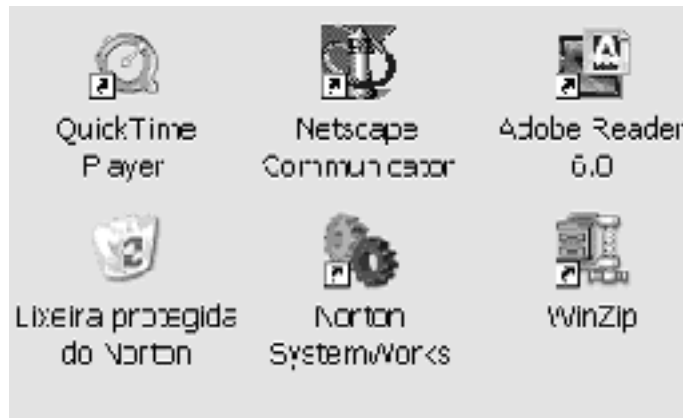 QuickTime Player
Netscape Communicator
Adobe Reader 6.0
Lixeira protegida do Norton
Norton SystemWorks
WinZip